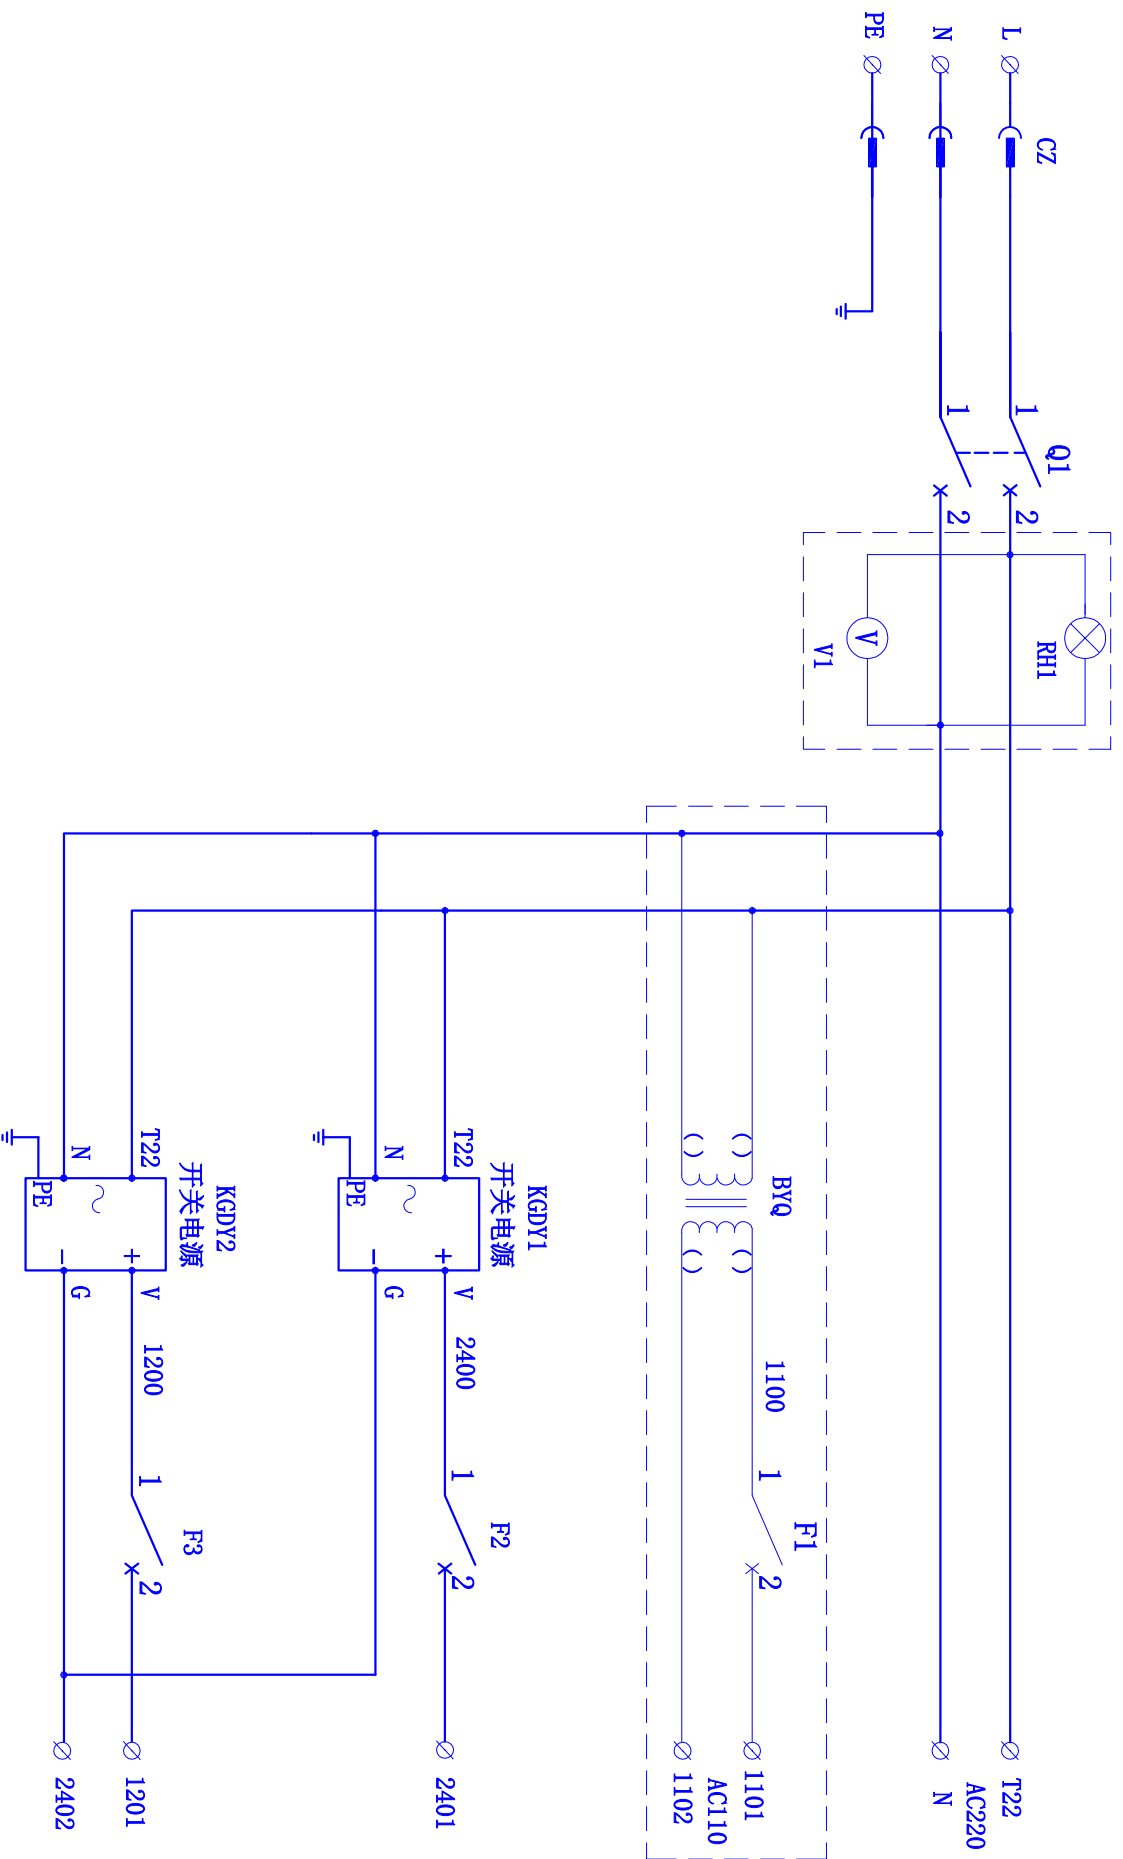 L
N
PE
CZ
Q1
1
1
2
2
RH1
V
V1
BYQ
1100
F1
1
2
1101
AC110
1102
T22
AC220
N
KGDY1
开关电源
T22
N
PE
+
-
V
G
2400
F2
1
2
2401
KGDY2
开关电源
T22
N
PE
+
-
V
G
1200
F3
1
2
1201
2402